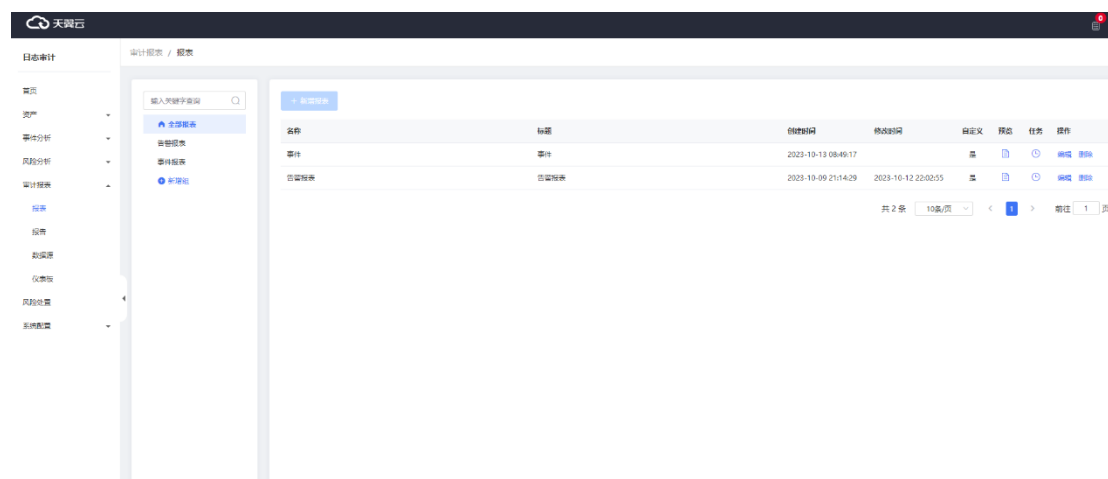 天翼云
0
日志审计
审计报表 / 报表
首页
资产
事件分析
风险分析
审计报表
报表
报告
数据源
仪表板
风险处置
系统配置
输入关键字查询
全部报表
告警报表
事件报表
新增组
+ 新增报表
名称 标题 创建时间 修改时间 自定义 预览 任务 操作
事件 事件 2023-10-13 08:49:17 是 编辑 删除
告警报表 告警报表 2023-10-09 21:14:29 2023-10-12 22:02:55 是 编辑 删除
共 2 条 10条/页 < 1 > 前往 1 页